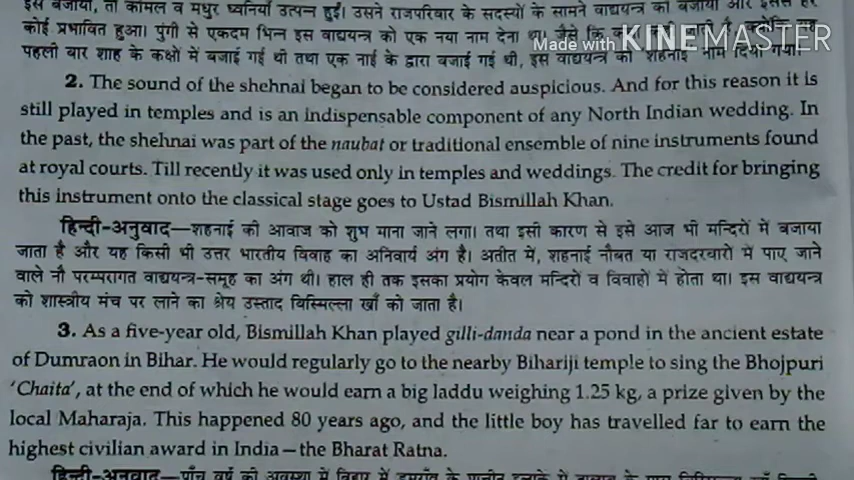 इसे बजाया, तो कोमल व मधुर ध्वनियाँ उत्पन्न हुईं। उसने राजपरिवार के सदस्यों के सामने वाद्ययन्त्र को बजाया और इससे हर
कोई प्रभावित हुआ। पुंगी से एकदम भिन्न इस वाद्ययन्त्र को एक नया नाम देना था। जैसे कि
Made with KINEMASTER
पहली बार शाह के कक्षों में बजाई गई थी तथा एक नाई के द्वारा बजाई गई थी, इस वाद्ययन्त्र को 'शहनाई' नाम दिया गया।
2. The sound of the shehnai began to be considered auspicious. And for this reason it is
still played in temples and is an indispensable component of any North Indian wedding. In
the past, the shehnai was part of the naubat or traditional ensemble of nine instruments found
at royal courts. Till recently it was used only in temples and weddings. The credit for bringing
this instrument onto the classical stage goes to Ustad Bismillah Khan.
हिन्दी-अनुवाद—शहनाई की आवाज को शुभ माना जाने लगा। तथा इसी कारण से इसे आज भी मन्दिरों में बजाया
जाता है और यह किसी भी उत्तर भारतीय विवाह का अनिवार्य अंग है। अतीत में, शहनाई नौबत या राजदरबारों में पाए जाने
वाले नौ परम्परागत वाद्ययन्त्र-समूह का अंग थी। हाल ही तक इसका प्रयोग केवल मन्दिरों व विवाहों में होता था। इस वाद्ययन्त्र
को शास्त्रीय मंच पर लाने का श्रेय उस्ताद बिस्मिल्ला खाँ को जाता है।
3. As a five-year old, Bismillah Khan played gilli-danda near a pond in the ancient estate
of Dumraon in Bihar. He would regularly go to the nearby Bihariji temple to sing the Bhojpuri
'Chaita', at the end of which he would earn a big laddu weighing 1.25 kg, a prize given by the
local Maharaja. This happened 80 years ago, and the little boy has travelled far to earn the
highest civilian award in India—the Bharat Ratna.
हिन्दी-अनुवाद—पाँच वर्ष की अवस्था में बिहार में डुमराँव के प्राचीन इलाके में तालाब के पास